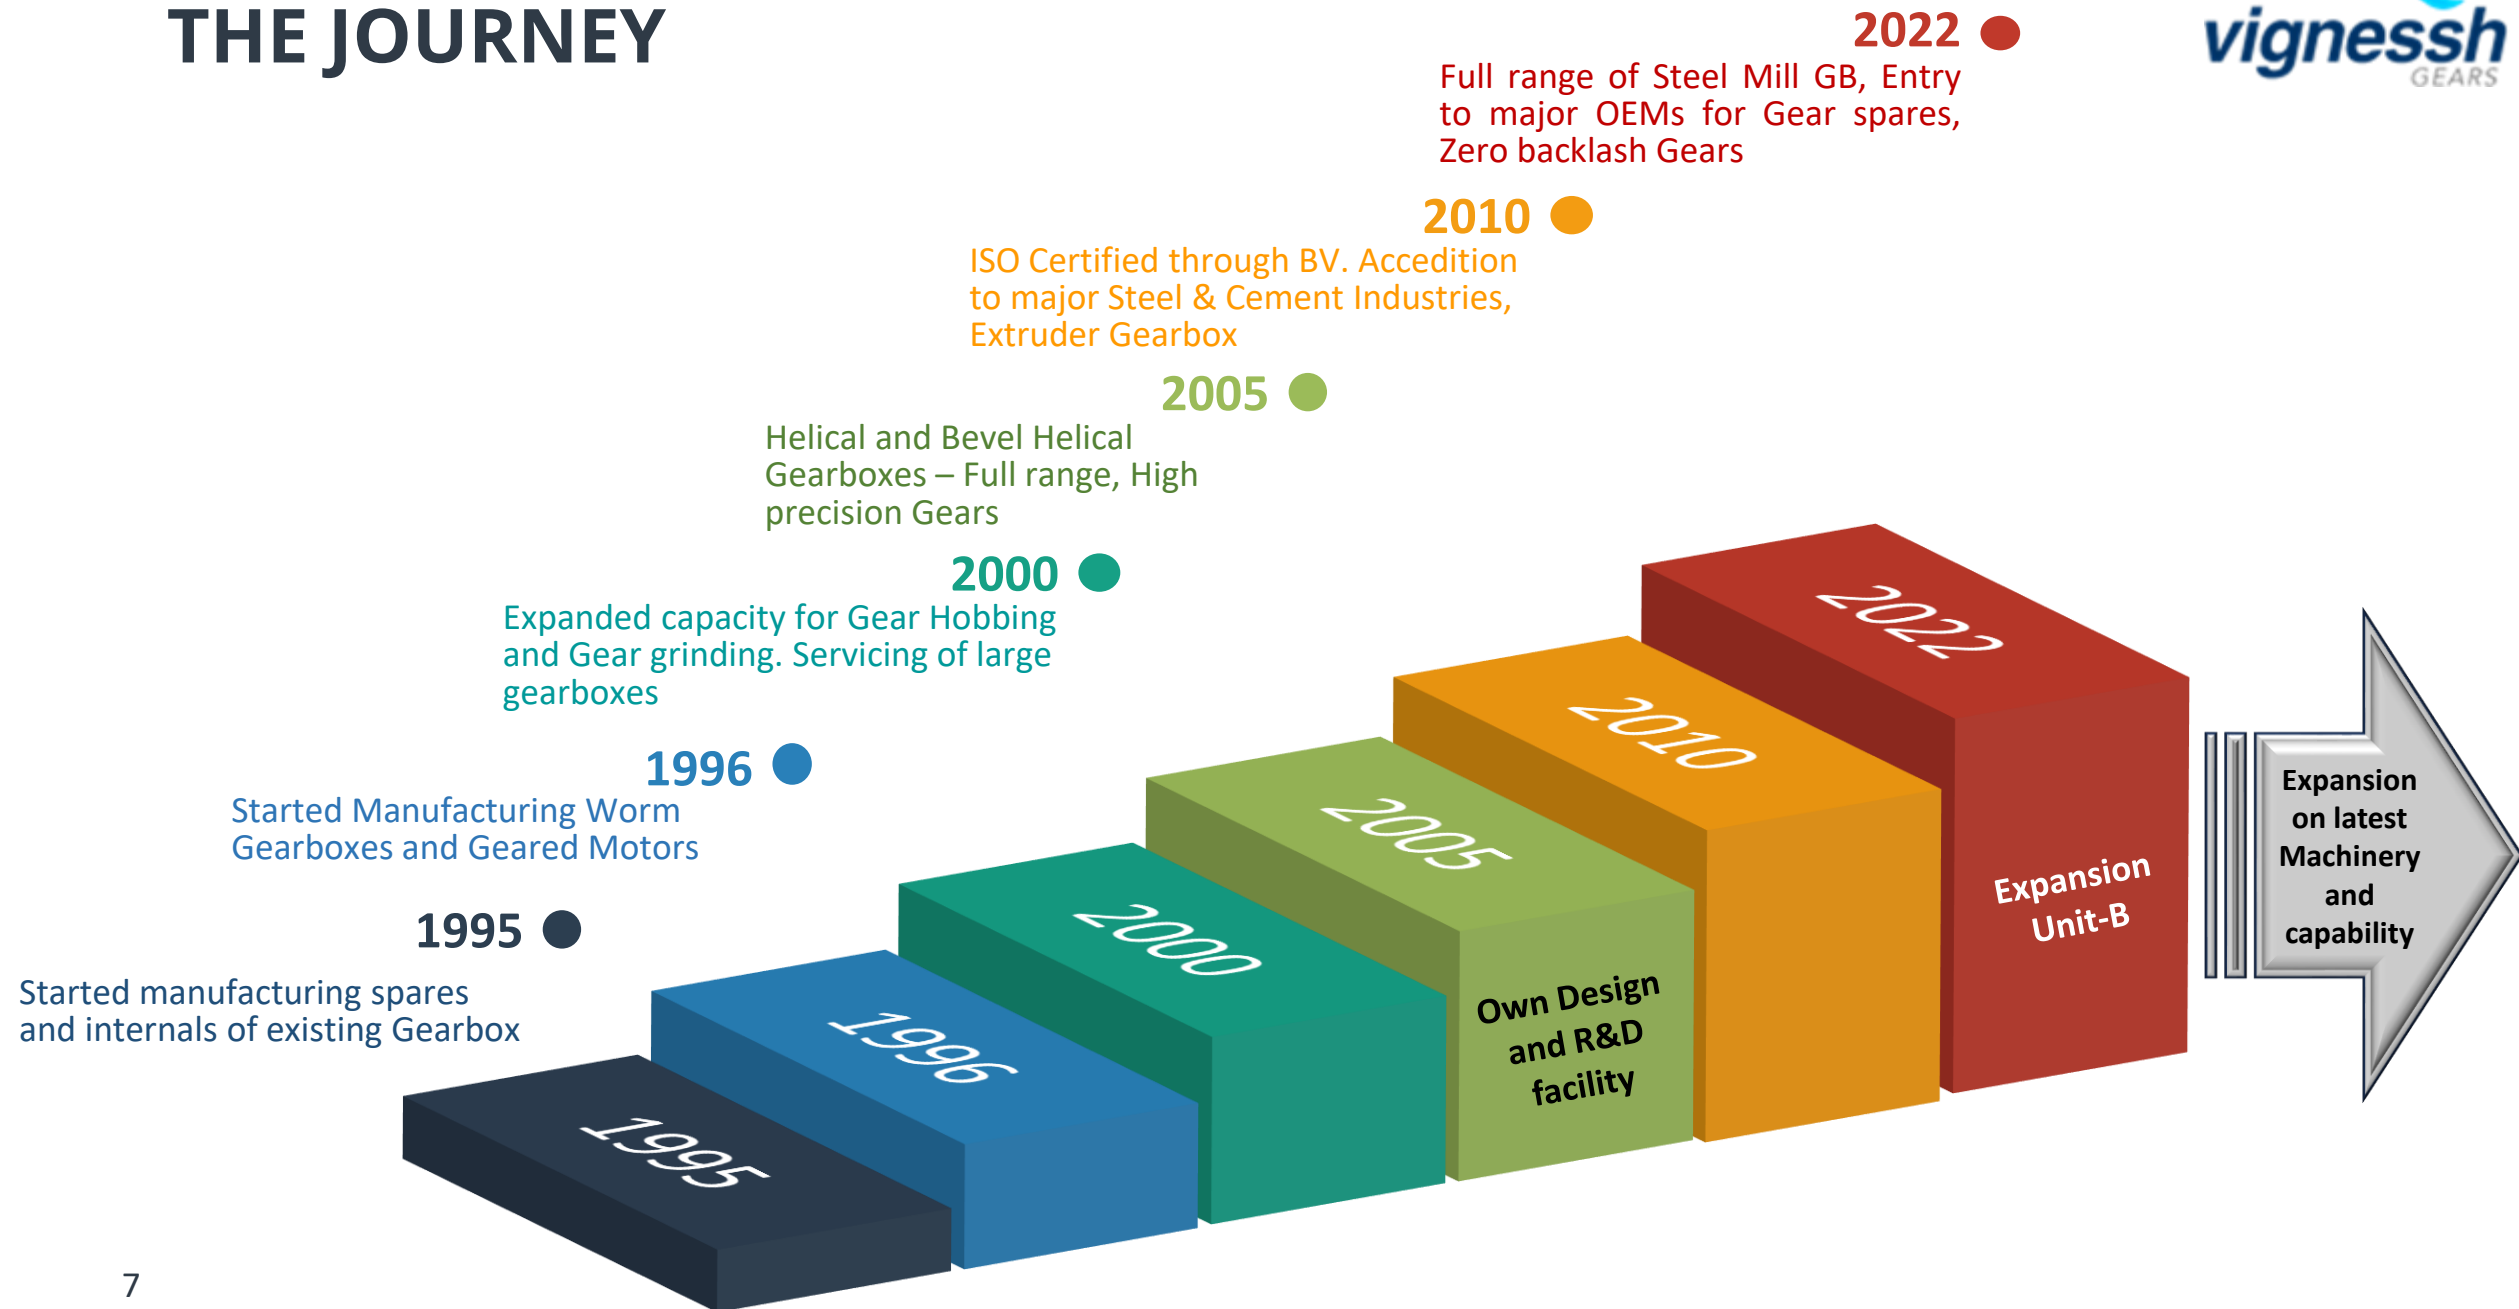 THE JOURNEY
vignessh
GEARS
2022
Full range of Steel Mill GB, Entry
to major OEMs for Gear spares,
Zero backlash Gears
2010
ISO Certified through BV. Accedition
to major Steel & Cement Industries,
Extruder Gearbox
2005
Helical and Bevel Helical
Gearboxes – Full range, High
precision Gears
2000
Expanded capacity for Gear Hobbing
and Gear grinding. Servicing of large
gearboxes
1996
Started Manufacturing Worm
Gearboxes and Geared Motors
1995
Started manufacturing spares
and internals of existing Gearbox
1995
1996
2000
2005
Own Design
and R&D
facility
2010
2022
Expansion
Unit-B
Expansion
on latest
Machinery
and
capability
7